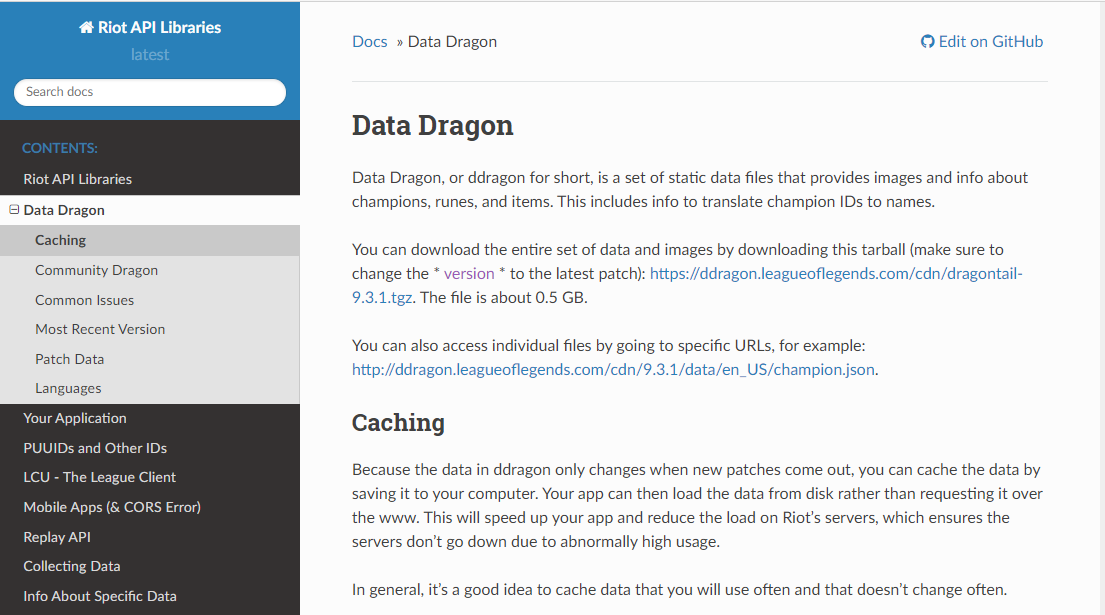 Riot API Libraries
latest
Search docs
CONTENTS:
Riot API Libraries
Data Dragon
Caching
Community Dragon
Common Issues
Most Recent Version
Patch Data
Languages
Your Application
PUUIDs and Other IDs
LCU - The League Client
Mobile Apps (& CORS Error)
Replay API
Collecting Data
Info About Specific Data
Docs » Data Dragon
Edit on GitHub
Data Dragon
Data Dragon, or ddragon for short, is a set of static data files that provides images and info about
champions, runes, and items. This includes info to translate champion IDs to names.
You can download the entire set of data and images by downloading this tarball (make sure to
change the * version * to the latest patch): https://ddragon.leagueoflegends.com/cdn/dragontail-
9.3.1.tgz. The file is about 0.5 GB.
You can also access individual files by going to specific URLs, for example:
http://ddragon.leagueoflegends.com/cdn/9.3.1/data/en_US/champion.json.
Caching
Because the data in ddragon only changes when new patches come out, you can cache the data by
saving it to your computer. Your app can then load the data from disk rather than requesting it over
the www. This will speed up your app and reduce the load on Riot's servers, which ensures the
servers don't go down due to abnormally high usage.
In general, it's a good idea to cache data that you will use often and that doesn't change often.